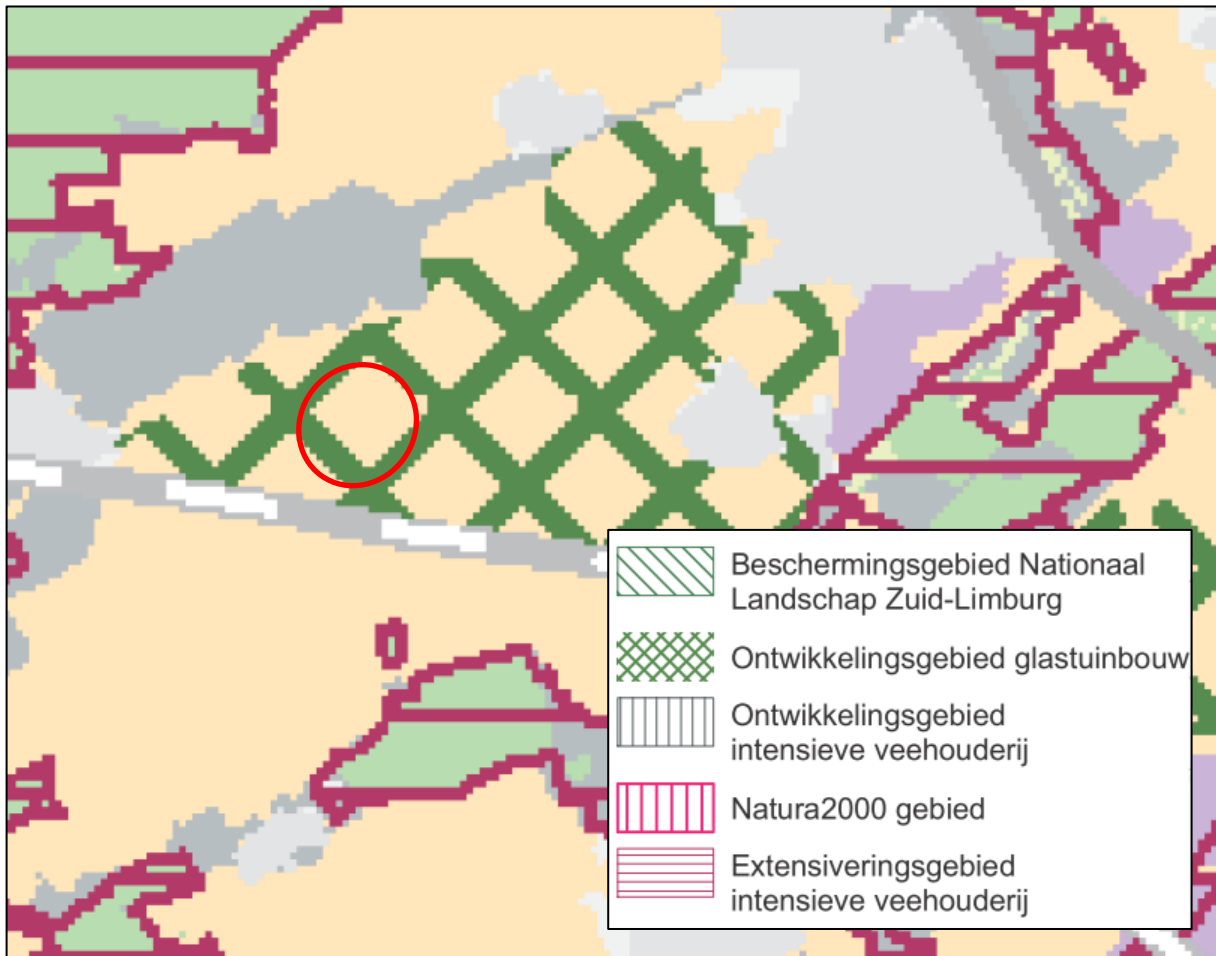 Beschermingsgebied Nationaal
Landschap Zuid-Limburg
Ontwikkelingsgebied glastuinbouw
Ontwikkelingsgebied
intensieve veehouderij
Natura2000 gebied
Extensiveringsgebied
intensieve veehouderij